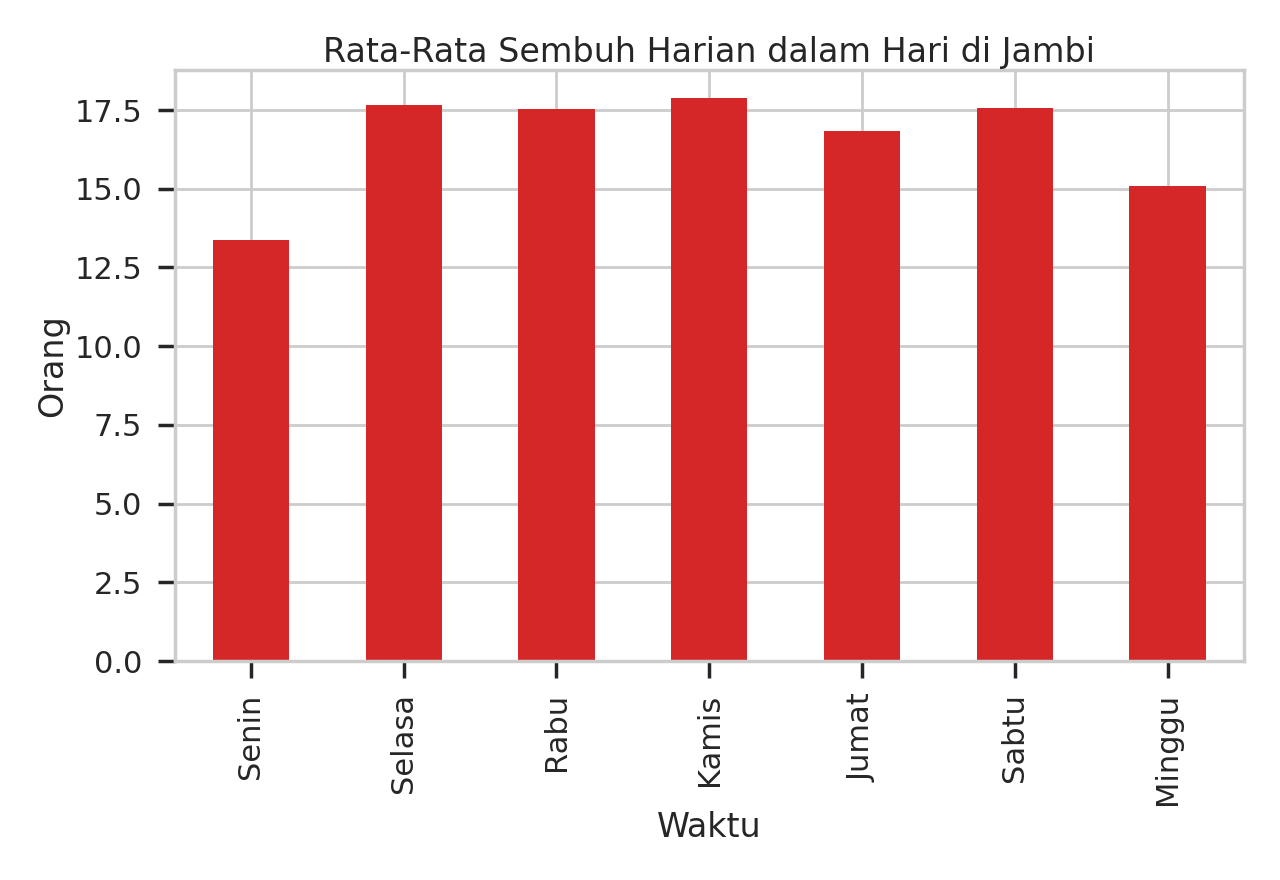 Rata-Rata Sembuh Harian dalam Hari di Jambi
17.5
15.0
12.5
10.0
7.5
5.0
2.5
0.0
Orang
Senin
Selasa
Rabu
Kamis
Jumat
Sabtu
Minggu
Waktu